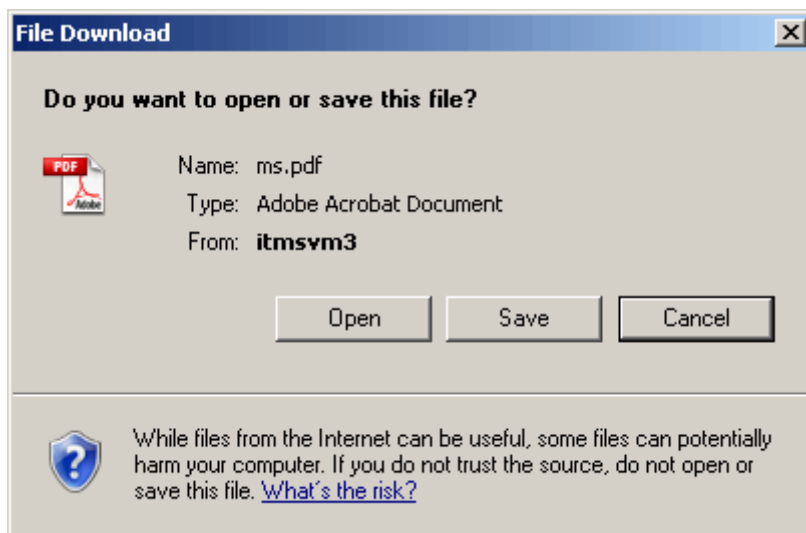 File Download
Do you want to open or save this file?
PDF
Adobe
Name: ms.pdf
Type: Adobe Acrobat Document
From: itmsvm3
Open Save Cancel
While files from the Internet can be useful, some files can potentially
harm your computer. If you do not trust the source, do not open or
save this file. What's the risk?